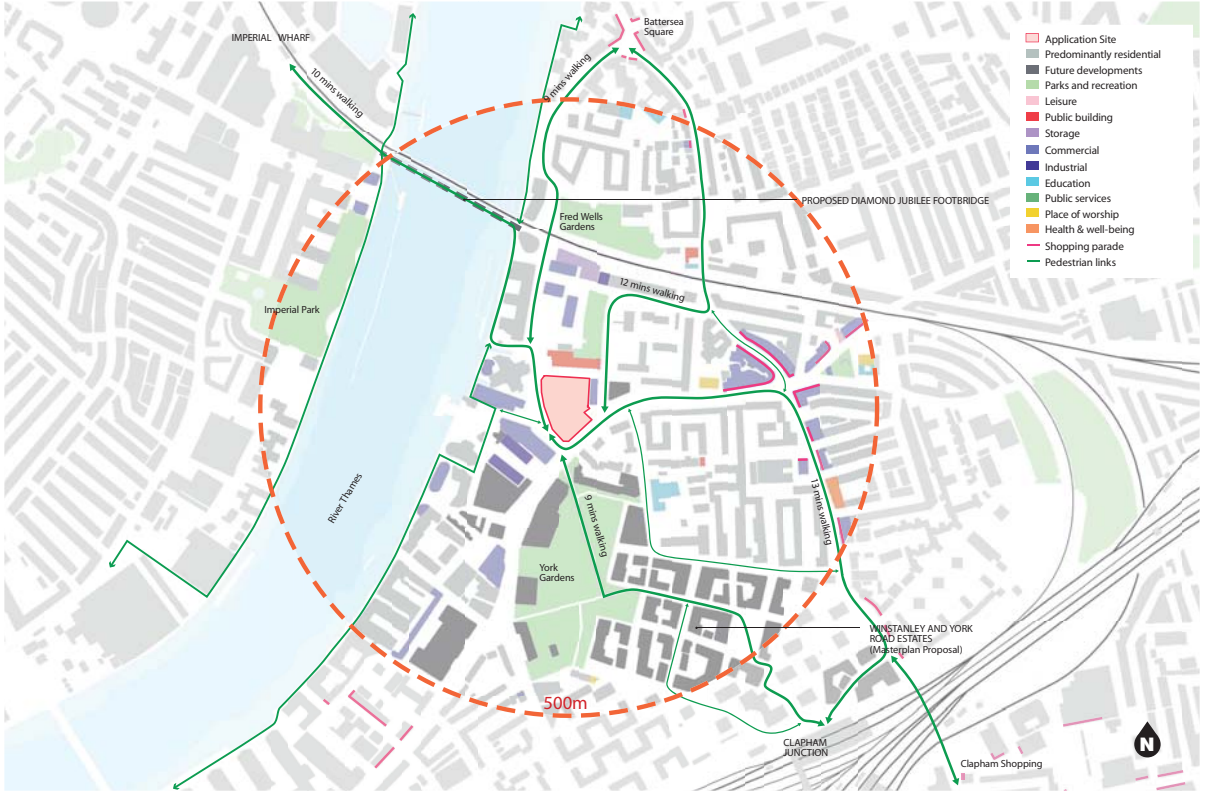 Battersea
Square
IMPERIAL WHARF
10 mins walking
9 mins walking
Application Site
Predominantly residential
Future developments
Parks and recreation
Leisure
Public building
Storage
Commercial
Industrial
Education
Public services
Place of worship
Health & well-being
Shopping parade
Pedestrian links
PROPOSED DIAMOND JUBILEE FOOTBRIDGE
Fred Wells
Gardens
12 mins walking
Imperial Park
River Thames
13 mins walking
9 mins walking
York
Gardens
WINSTANLEY AND YORK
ROAD ESTATES
(Masterplan Proposal)
500m
CLAPHAM
JUNCTION
Clapham Shopping
N